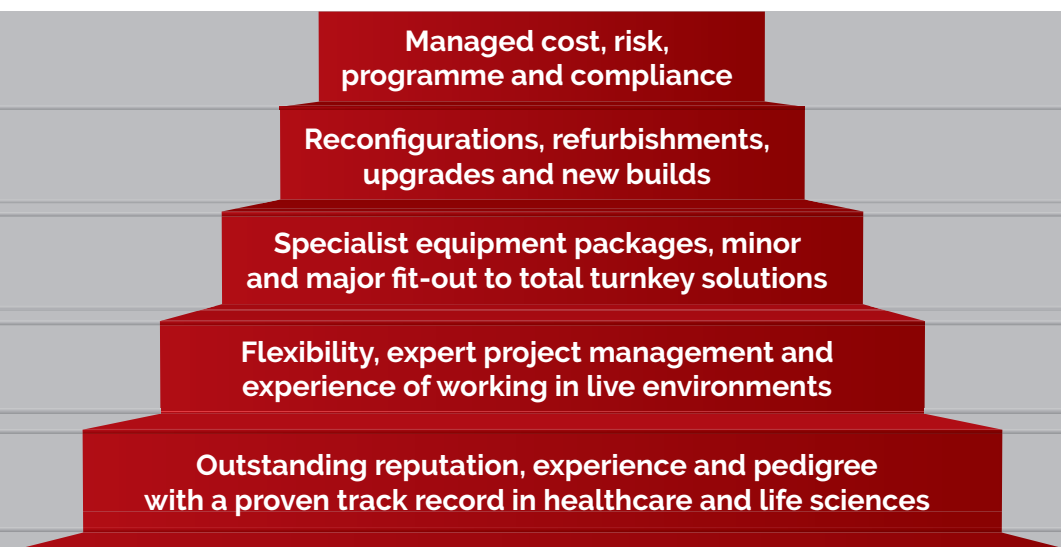 Managed cost, risk,
programme and compliance
Reconfigurations, refurbishments,
upgrades and new builds
Specialist equipment packages, minor
and major fit-out to total turnkey solutions
Flexibility, expert project management and
experience of working in live environments
Outstanding reputation, experience and pedigree
with a proven track record in healthcare and life sciences